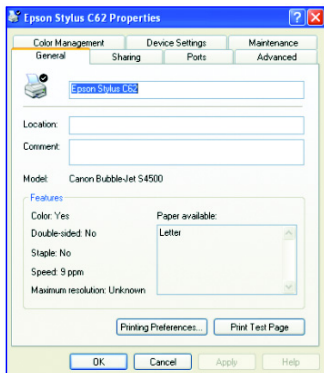 Epson Stylus C62 Properties
Color Management Device Settings Maintenance
General Sharing Ports Advanced
Epson Stylus C62
Location:
Comment:
Model: Canon Bubble-Jet S4500
Features
Color: Yes Paper available:
Double-sided: No Letter
Staple: No
Speed: 9 ppm
Maximum resolution: Unknown
Printing Preferences... Print Test Page
OK Cancel Apply Help